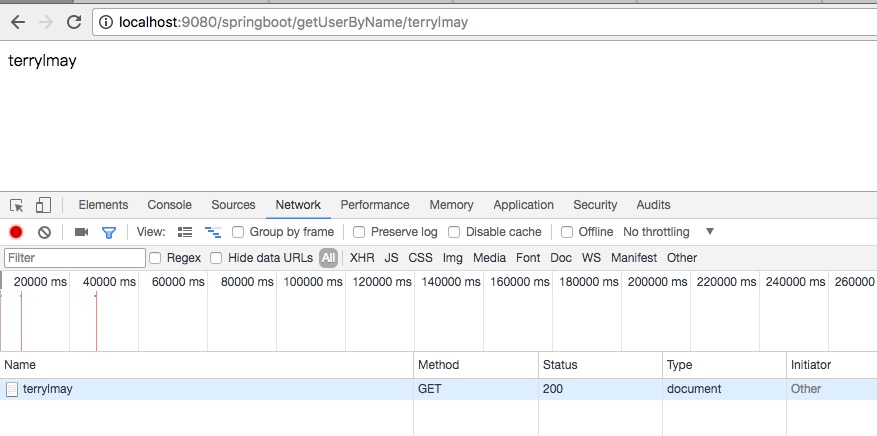 localhost:9080/springboot/getUserByName/terrylmay
terrylmay
Elements Console Sources Network Performance Memory Application Security Audits
View: Group by frame Preserve log Disable cache Offline No throttling
Filter Regex Hide data URLs All XHR JS CSS Img Media Font Doc WS Manifest Other
20000 ms 40000 ms 60000 ms 80000 ms 100000 ms 120000 ms 140000 ms 160000 ms 180000 ms 200000 ms 220000 ms 240000 ms 260000
Name Method Status Type Initiator
terrylmay GET 200 document Other